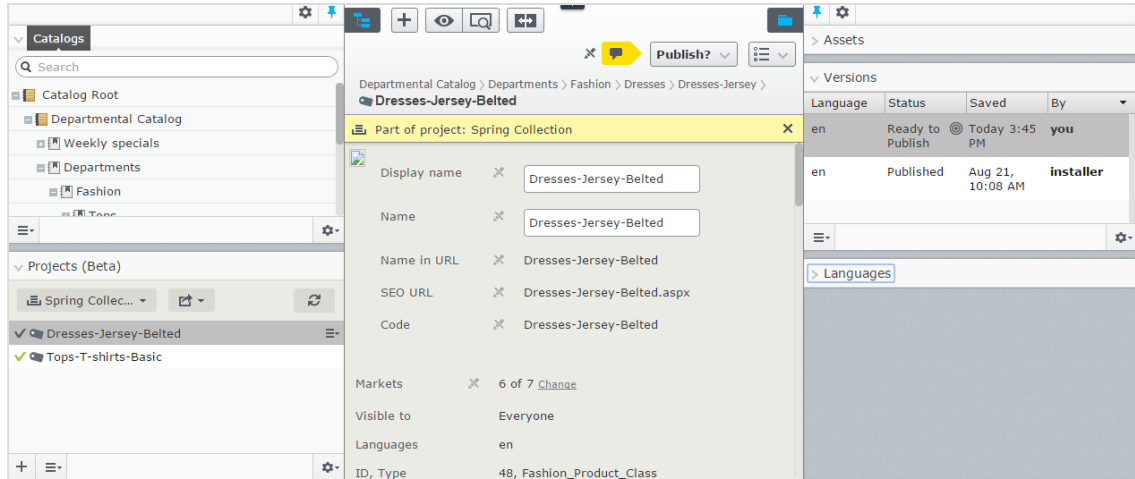 Catalogs
Search
Catalog Root
Departmental Catalog
Weekly specials
Departments
Fashion
Tops
Projects (Beta)
Spring Collec...
Dresses-Jersey-Belted
Tops-T-shirts-Basic
Publish?
Departmental Catalog > Departments > Fashion > Dresses > Dresses-Jersey >
Dresses-Jersey-Belted
Part of project: Spring Collection
Display name Dresses-Jersey-Belted
Name Dresses-Jersey-Belted
Name in URL Dresses-Jersey-Belted
SEO URL Dresses-Jersey-Belted.aspx
Code Dresses-Jersey-Belted
Markets 6 of 7 Change
Visible to Everyone
Languages en
ID, Type 48, Fashion_Product_Class
Assets
Versions
Language Status Saved By
en Ready to Publish Today 3:45 PM you
en Published Aug 21, 10:08 AM installer
Languages